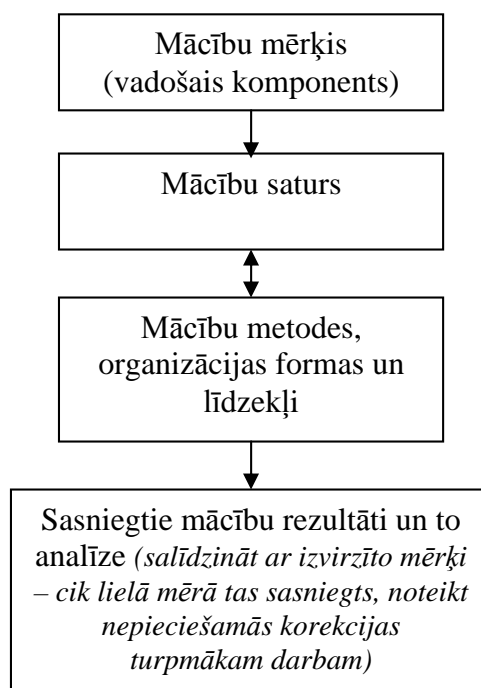 Mācību mērķis
(vadošais komponents)
Mācību saturs
Mācību metodes,
organizācijas formas un
līdzekļi
Sasniegtie mācību rezultāti un to
analīze (salīdzināt ar izvirzīto mērķi
– cik lielā mērā tas sasniegts, noteikt
nepieciešamās korekcijas
turpmākam darbam)